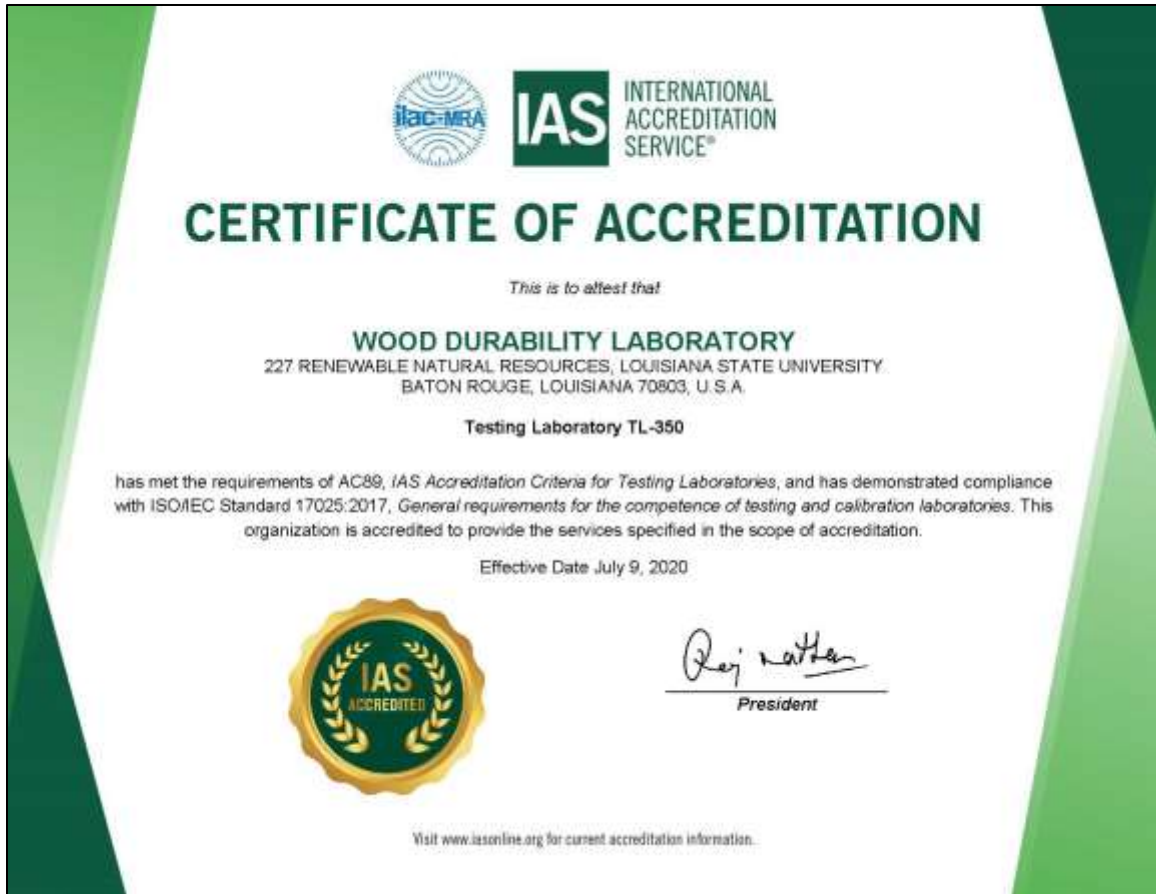 ilac-MRA
IAS
INTERNATIONAL
ACCREDITATION
SERVICE®
CERTIFICATE OF ACCREDITATION
This is to attest that
WOOD DURABILITY LABORATORY
227 RENEWABLE NATURAL RESOURCES, LOUISIANA STATE UNIVERSITY
BATON ROUGE, LOUISIANA 70803, U.S.A.
Testing Laboratory TL-350
has met the requirements of AC89, IAS Accreditation Criteria for Testing Laboratories, and has demonstrated compliance
with ISO/IEC Standard 17025:2017, General requirements for the competence of testing and calibration laboratories. This
organization is accredited to provide the services specified in the scope of accreditation.
Effective Date July 9, 2020
IAS
ACCREDITED
Raj Nathan
President
Visit www.iasonline.org for current accreditation information.